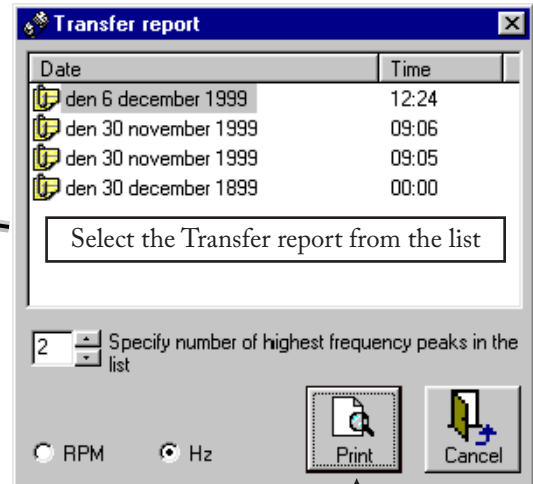 Transfer report
Date Time
den 6 december 1999 12:24
den 30 november 1999 09:06
den 30 november 1999 09:05
den 30 december 1899 00:00
Select the Transfer report from the list
2 Specify number of highest frequency peaks in the
list
RPM Hz Print Cancel